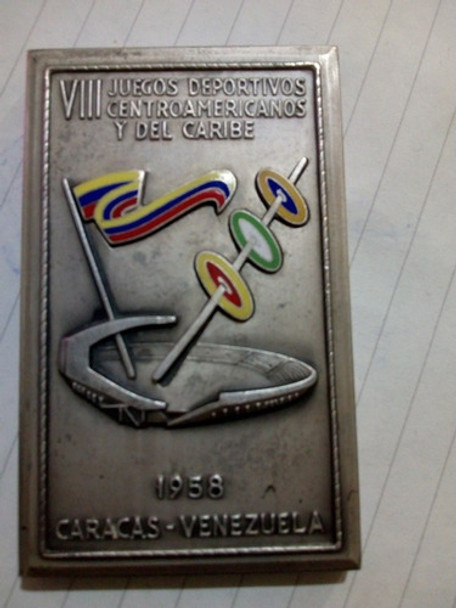 VIII JUEGOS DEPORTIVOS
CENTROAMERICANOS
Y DEL CARIBE
1958
CARACAS - VENEZUELA